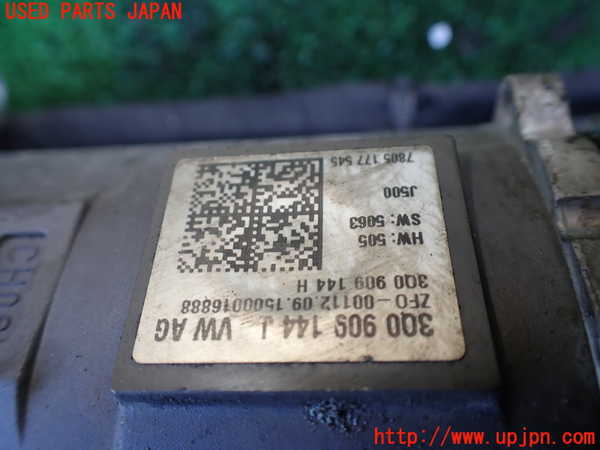 USED PARTS JAPAN
3Q0 909 144 J VW AG
ZFO-00112.09.1500016888
3Q0 909 144 H
HW: 505
SW: 5063
J500
7805 177 545
http://www.upjpn.com/